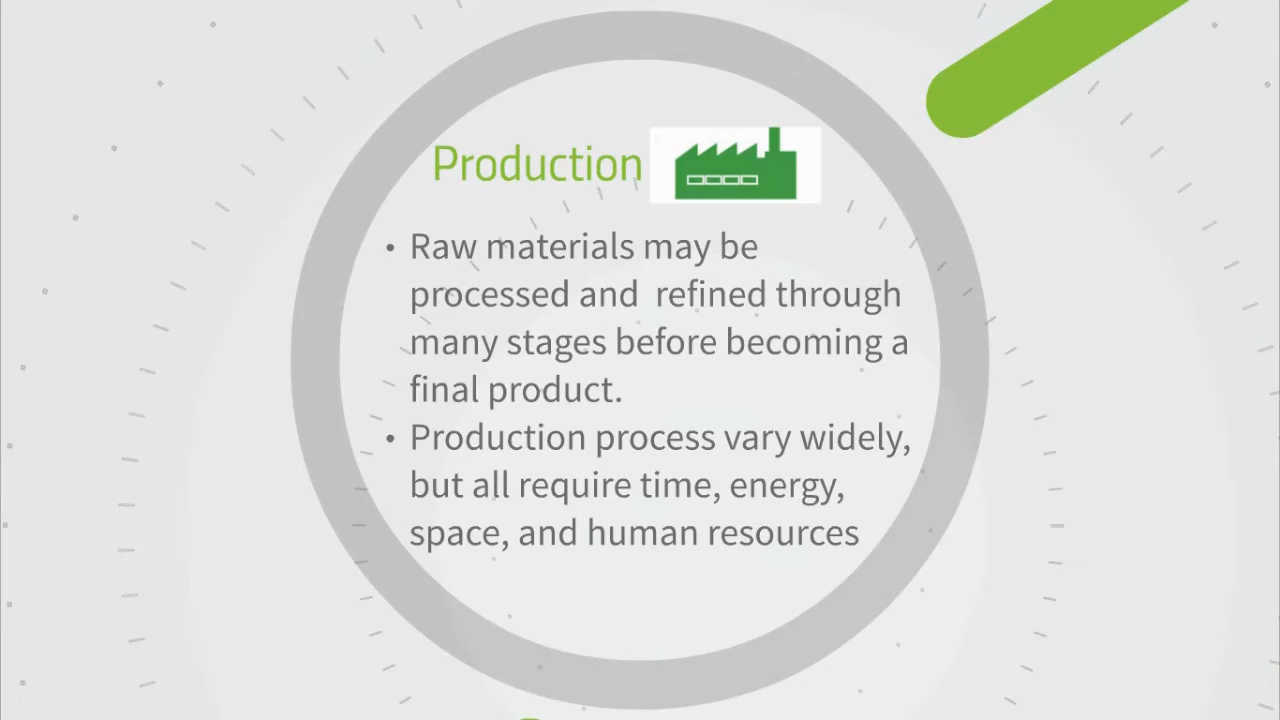 Production
• Raw materials may be
processed and  refined through
many stages before becoming a
final product.
• Production process vary widely,
but all require time, energy,
space, and human resources